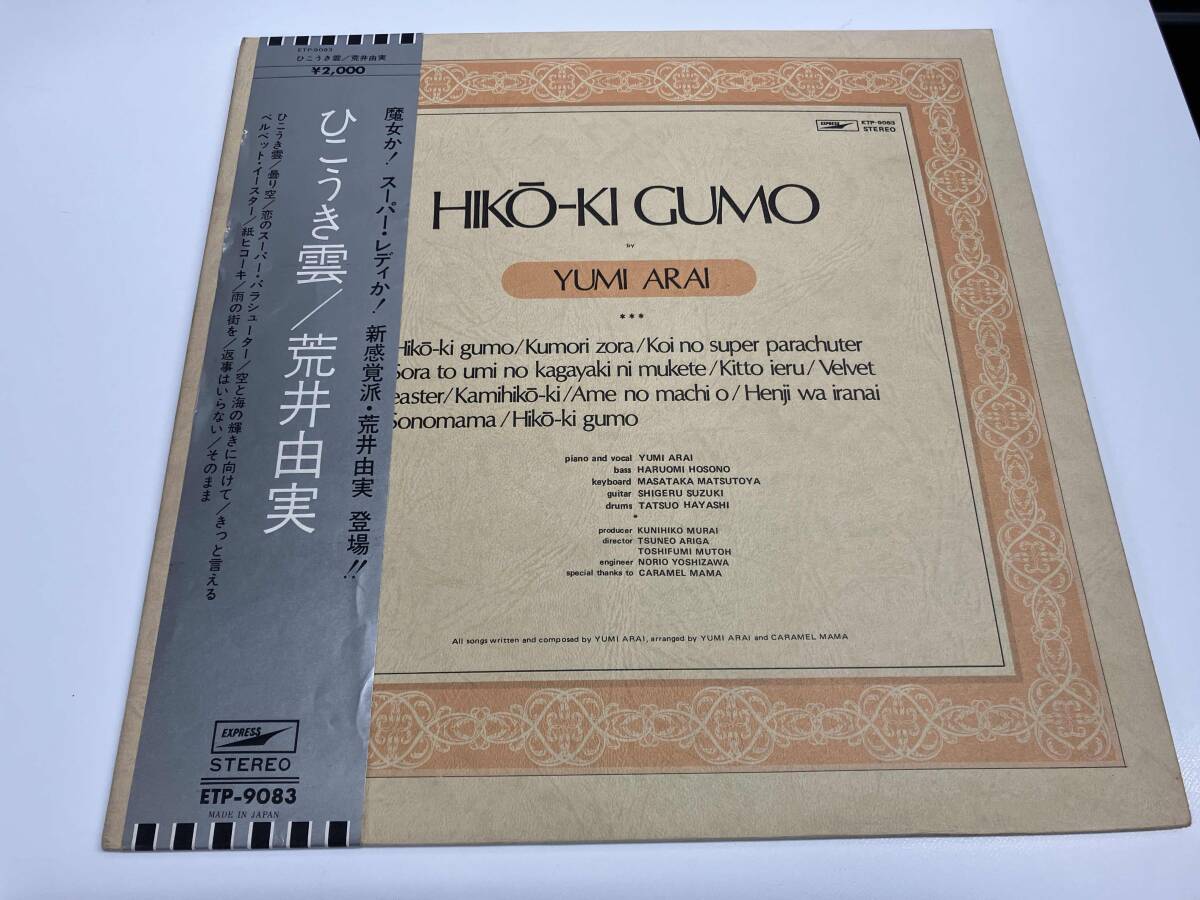 ETP-9083
ひこうき雲/荒井由実
¥2,000
魔女か!スーパー・レディか!新感覚派・荒井由実 登場!!
ひこうき雲/荒井由実
ひこうき雲/曇り空/恋のスーパー・パラシューター/空と海の輝きに向けて/きっと言える
ベルベット・イースター/紙ヒコーキ/雨の街を/返事はいらない/そのまま
EXPRESS
STEREO
ETP-9083
MADE IN JAPAN
EXPRESS ETP-9083
STEREO
HIKŌ-KI GUMO
by
YUMI ARAI
***
Hikō-ki gumo/Kumori zora/Koi no super parachuter
Sora to umi no kagayaki ni mukete/Kitto ieru/Velvet
easter/Kamihikō-ki/Ame no machi o/Henji wa iranai
Sonomama/Hikō-ki gumo
piano and vocal YUMI ARAI
bass HARUOMI HOSONO
keyboard MASATAKA MATSUTOYA
guitar SHIGERU SUZUKI
drums TATSUO HAYASHI
*
producer KUNIHIKO MURAI
director TSUNEO ARIGA
TOSHIFUMI MUTOH
engineer NORIO YOSHIZAWA
special thanks to CARAMEL MAMA
All songs written and composed by YUMI ARAI, arranged by YUMI ARAI and CARAMEL MAMA